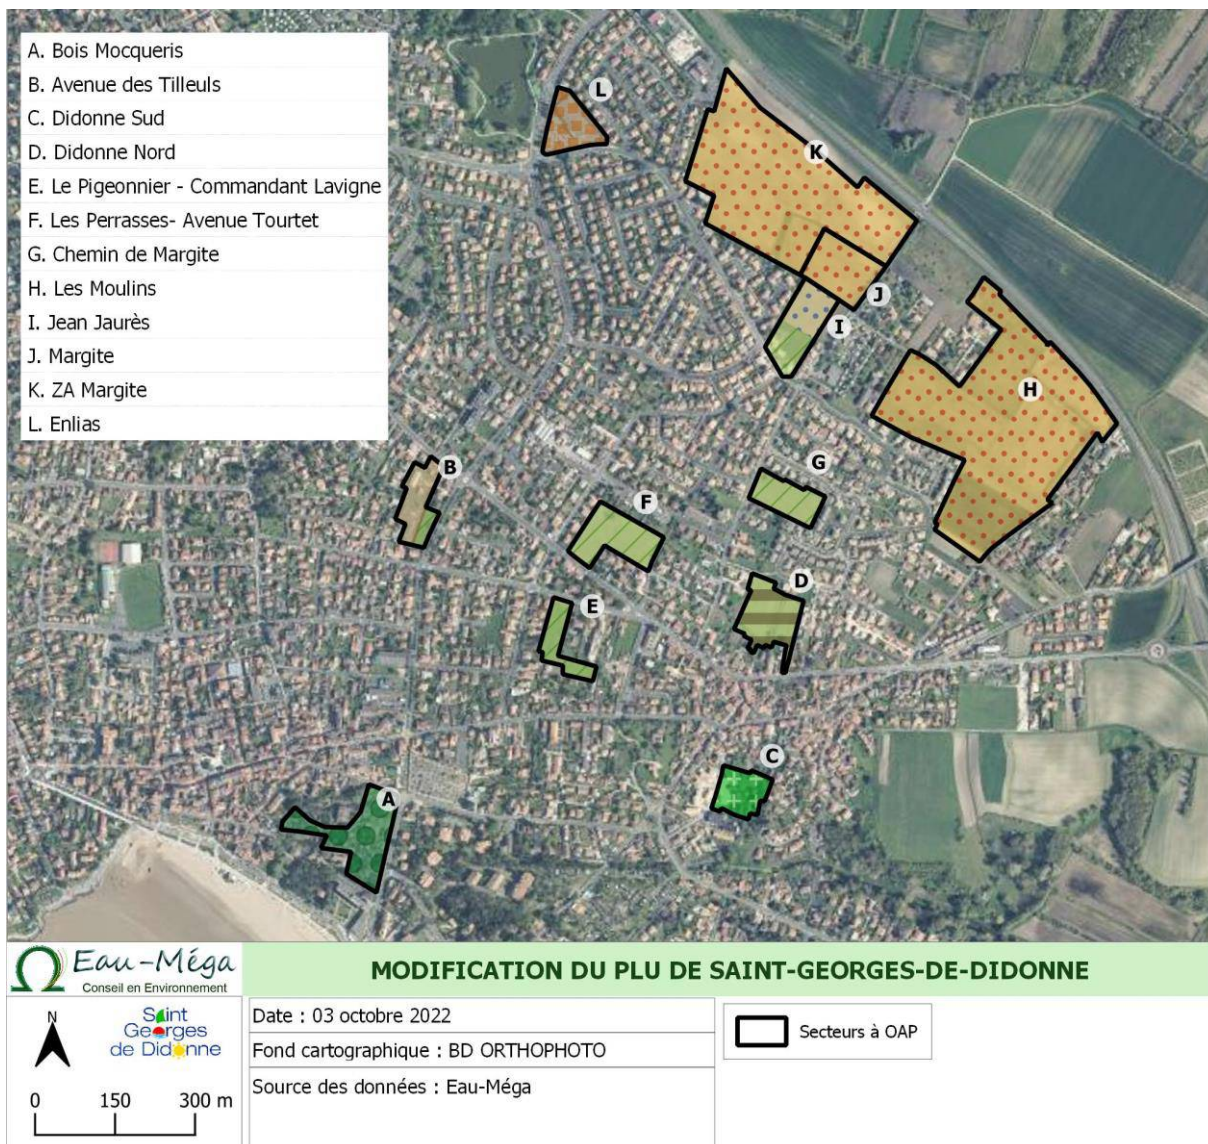 A. Bois Mocqueris
B. Avenue des Tilleuls
C. Didonne Sud
D. Didonne Nord
E. Le Pigeonnier - Commandant Lavigne
F. Les Perrasses- Avenue Tourtet
G. Chemin de Margite
H. Les Moulins
I. Jean Jaurès
J. Margite
K. ZA Margite
L. Enlias
L
K
J
I
H
G
B
F
D
E
C
A
Eau-Méga
Conseil en Environnement
MODIFICATION DU PLU DE SAINT-GEORGES-DE-DIDONNE
N
Saint
Georges
de Didonne
0 150 300 m
Date : 03 octobre 2022
Fond cartographique : BD ORTHOPHOTO
Source des données : Eau-Méga
Secteurs à OAP